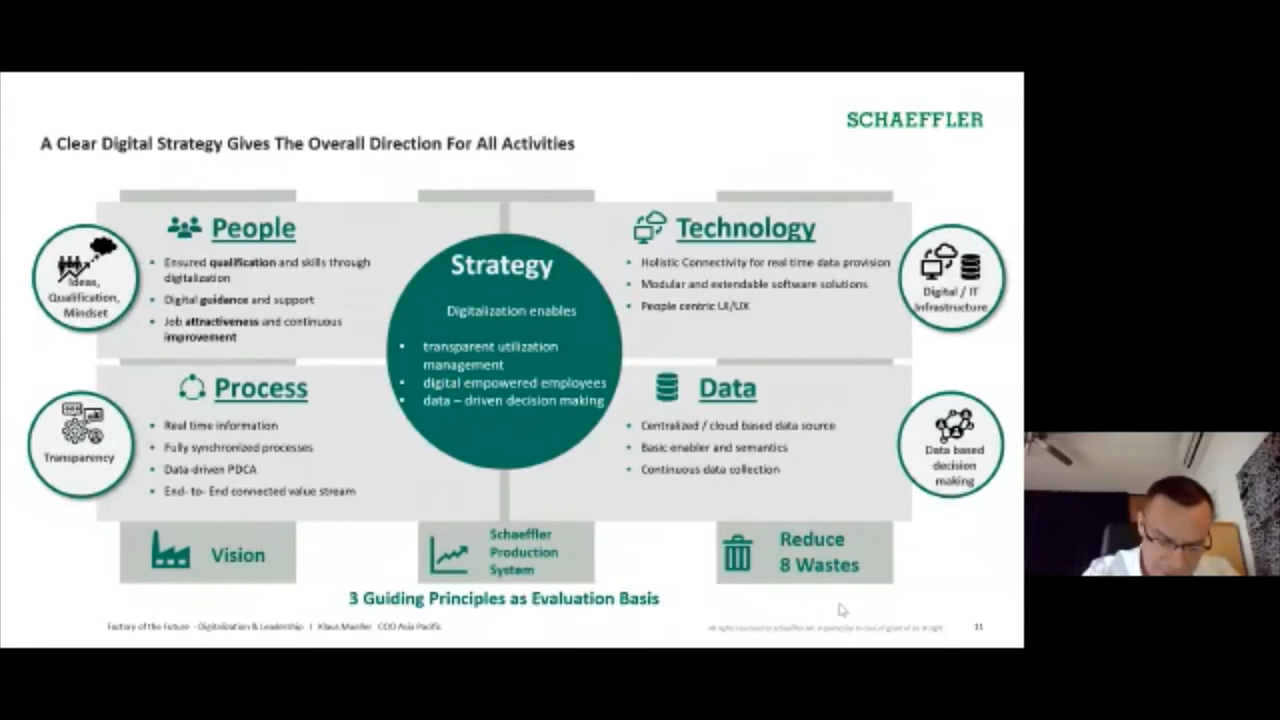 SCHAEFFLER
A Clear Digital Strategy Gives The Overall Direction For All Activities
People
Ensured qualification and skills through
digitalization
Digital guidance and support
Job attractiveness and continuous
improvement
Ideas,
Qualification,
Mindset
Strategy
Digitalization enables
transparent utilization
management
digital empowered employees
data – driven decision making
Technology
Holistic Connectivity for real time data provision
Modular and extendable software solutions
People centric UI/UX
Digital / IT
Infrastructure
Process
Real time information
Fully synchronized processes
Data-driven PDCA
End- to- End connected value stream
Transparency
Data
Centralized / cloud based data source
Basic enabler and semantics
Continuous data collection
Data based
decision
making
Vision
Schaeffler
Production
System
Reduce
8 Wastes
3 Guiding Principles as Evaluation Basis
Factory of the Future - Digitalization & Leadership I Klaus COO Asia Pacific
All rights reserved to Schaeffler
11